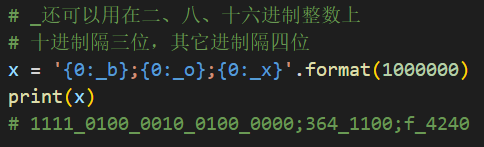 # _还可以用在二、八、十六进制整数上
# 十进制隔三位，其它进制隔四位
x = '{0:_b};{0:_o};{0:_x}'.format(1000000)
print(x)
# 1111_0100_0010_0100_0000;364_1100;f_4240